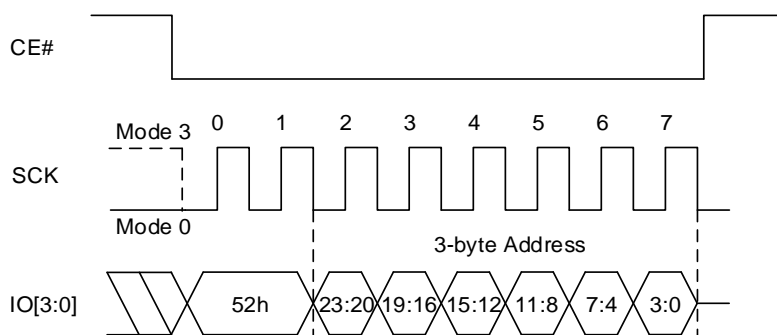 CE#
Mode 3
0 1 2 3 4 5 6 7
SCK
Mode 0
3-byte Address
IO[3:0]
52h 23:20 19:16 15:12 11:8 7:4 3:0